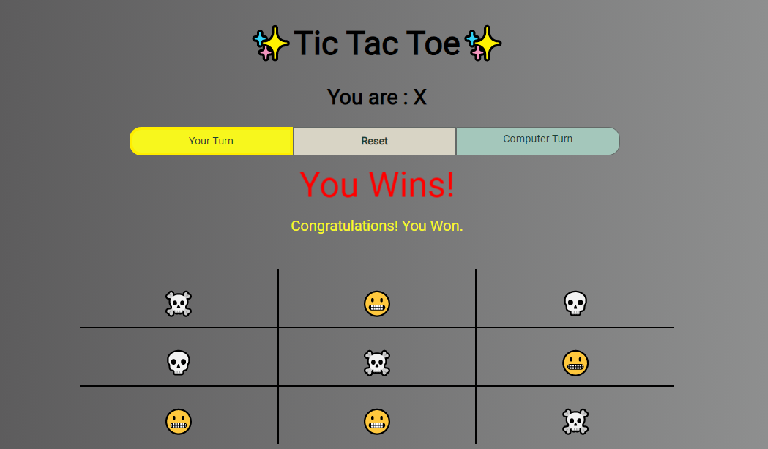 ✨Tic Tac Toe✨
You are : X
Your Turn Reset Computer Turn
You Wins!
Congratulations! You Won.